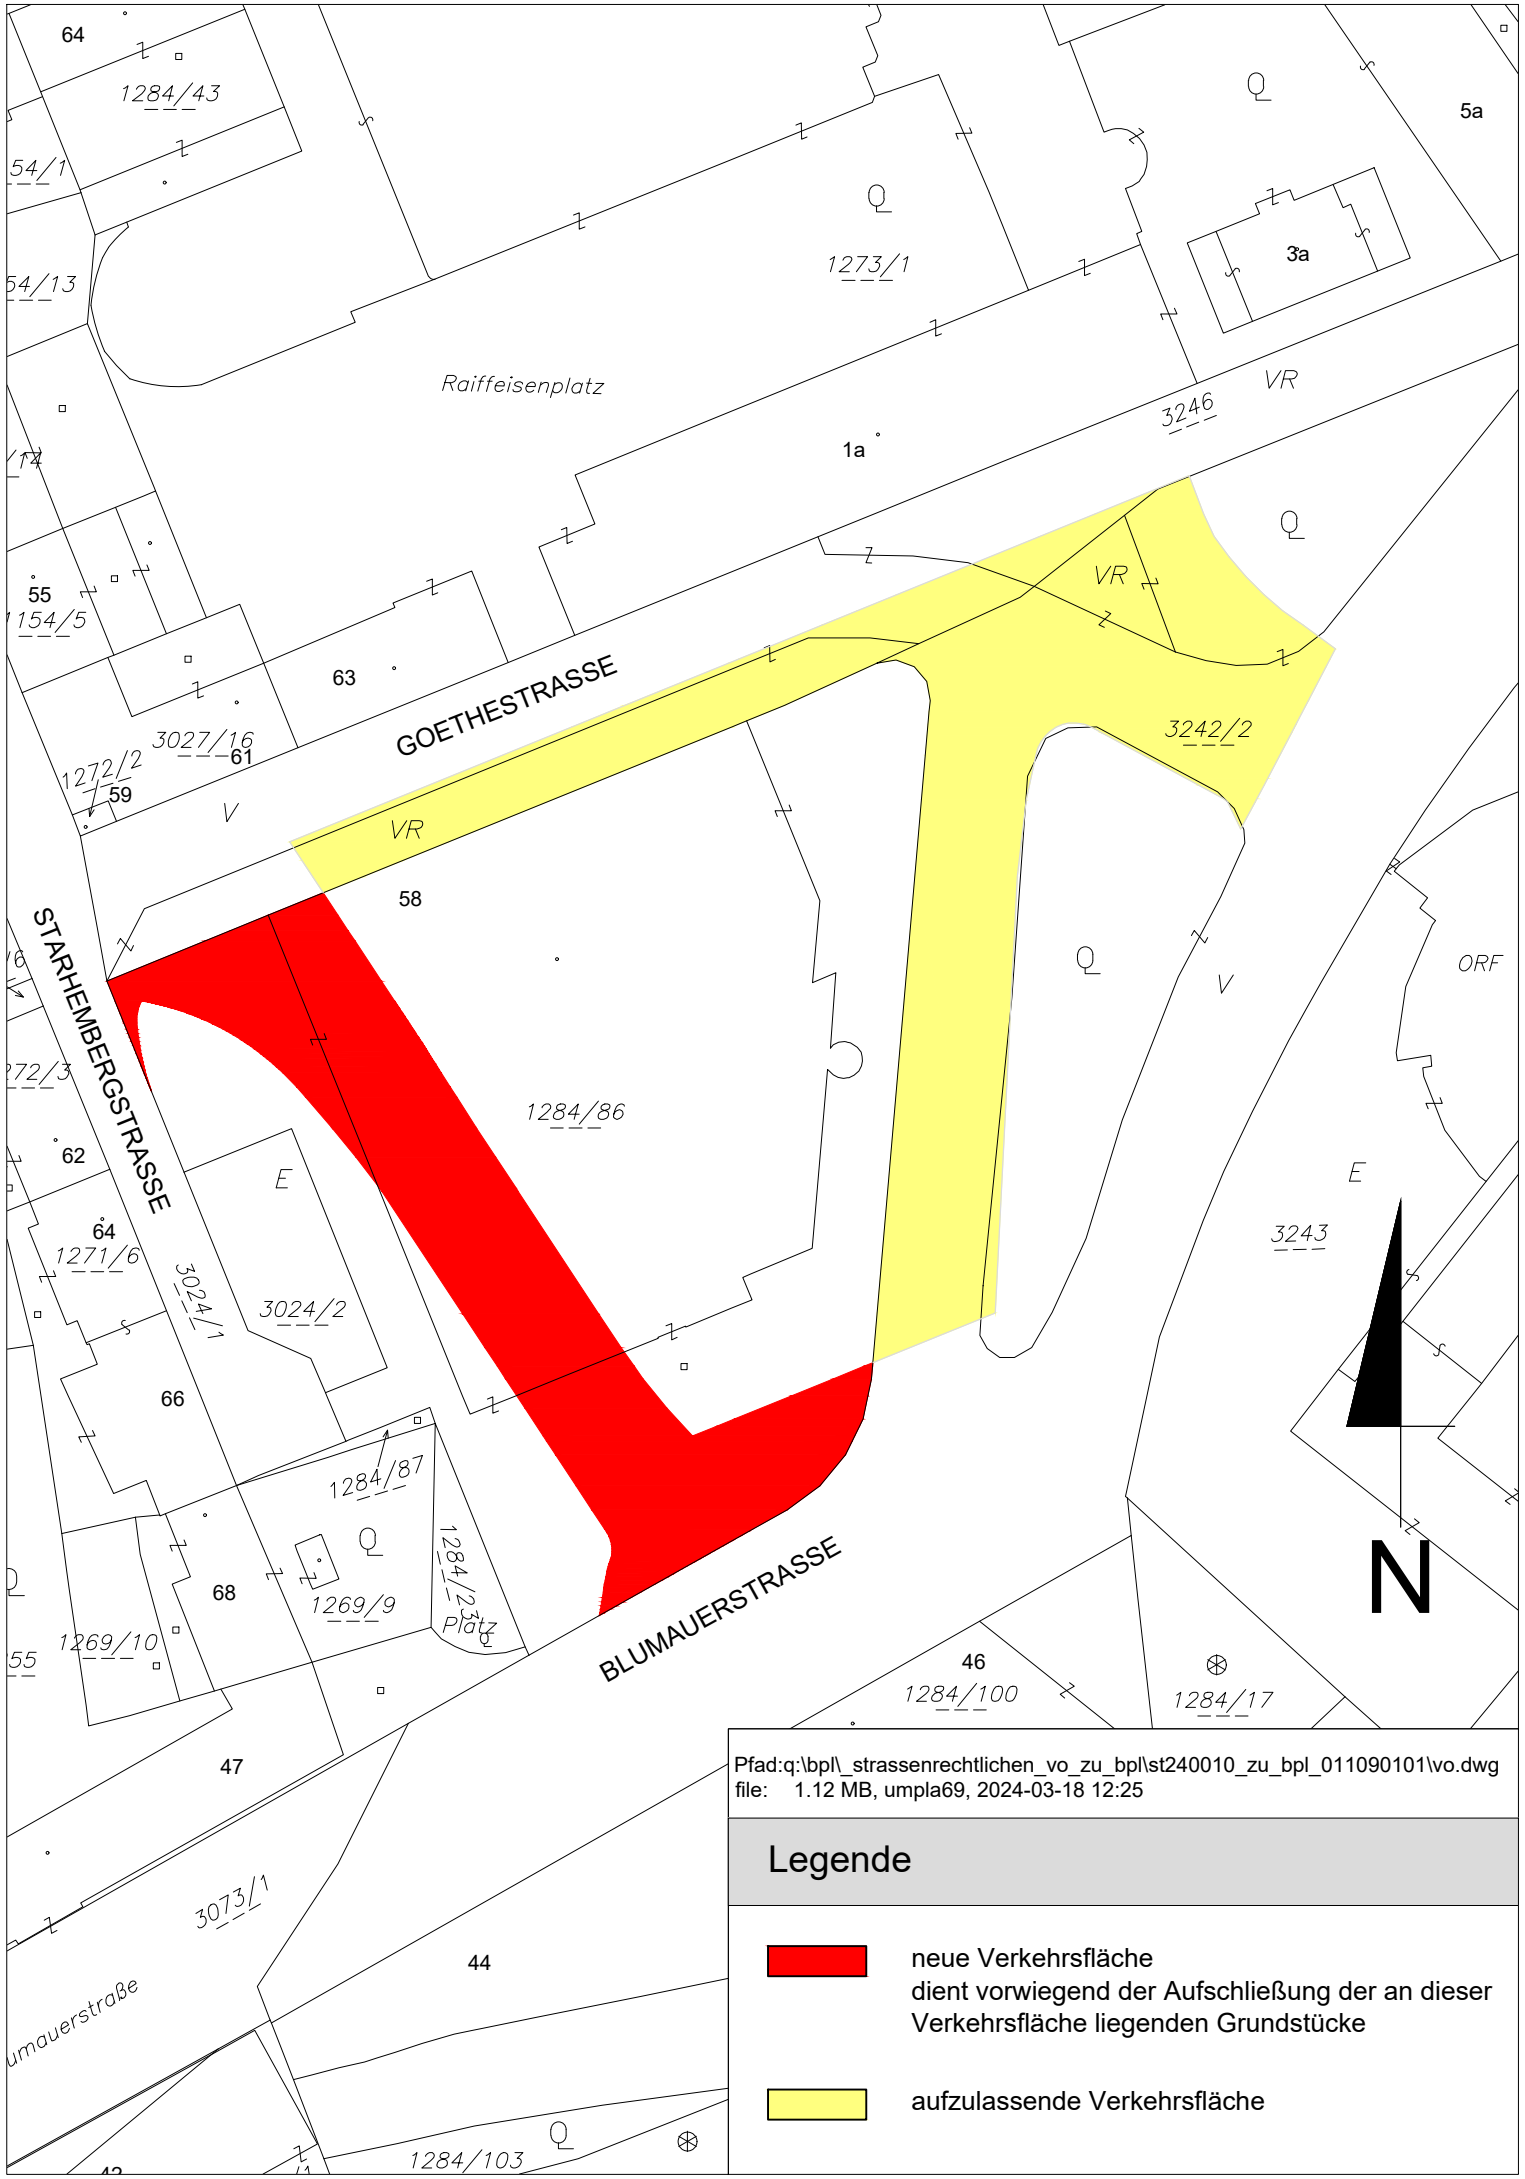 64
1284/43
54/1
54/13
5a
3a
1273/1
Raiffeisenplatz
VR
3246
1a
/14
55
1154/5
63
GOETHESTRASSE
VR
3027/16
61
1272/2
59
V
VR
3242/2
58
STARHEMBERGSTRASSE
/6
V
ORF
272/3
1284/86
62
E
E
64
1271/6
3024/1
3024/2
3243
66
1284/87
1284/23
68
1269/9
Platz
1269/10
55
BLUMAUERSTRASSE
N
46
1284/100
1284/17
47
3073/1
44
umauerstraße
1284/103
Pfad:q:\bpl\_strassenrechtlichen_vo_zu_bpl\st240010_zu_bpl_011090101\vo.dwg
file: 1.12 MB, umpla69, 2024-03-18 12:25
Legende
neue Verkehrsfläche
dient vorwiegend der Aufschließung der an dieser
Verkehrsfläche liegenden Grundstücke
aufzulassende Verkehrsfläche